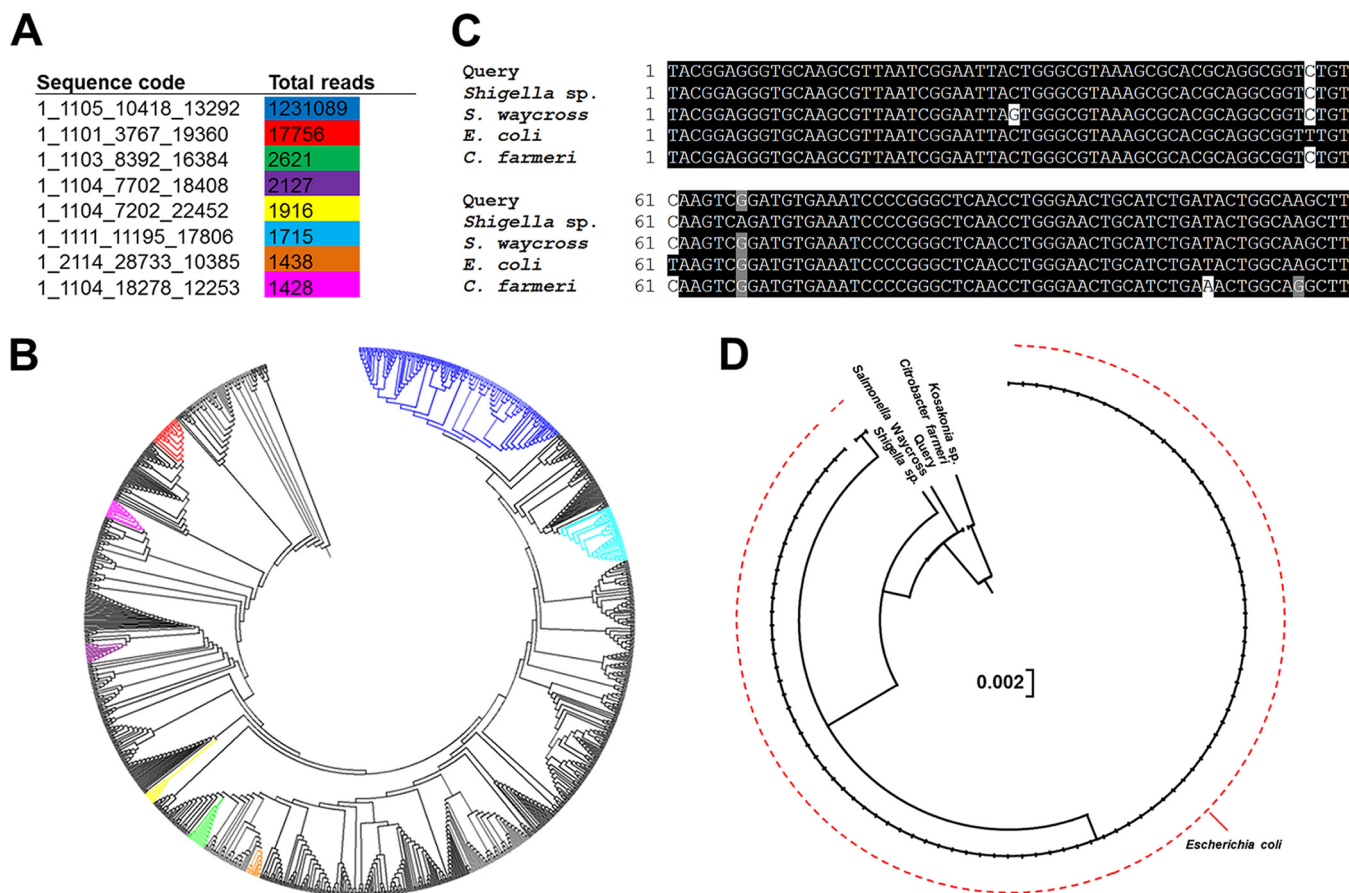 A
Sequence code Total reads
1_1105_10418_13292 1231089
1_1101_3767_19360 17756
1_1103_8392_16384 2621
1_1104_7702_18408 2127
1_1104_7202_22452 1916
1_1111_11195_17806 1715
1_2114_28733_10385 1438
1_1104_18278_12253 1428
B
C
Query 1 TACGGAGGGTGCAAGCGTTAATCGGAATTACTGGGCGTAAAGCGCACGCAGGCGGTCTGT
Shigella sp. 1 TACGGAGGGTGCAAGCGTTAATCGGAATTACTGGGCGTAAAGCGCACGCAGGCGGTCTGT
S. waycross 1 TACGGAGGGTGCAAGCGTTAATCGGAATTAGTGGGCGTAAAGCGCACGCAGGCGGTCTGT
E. coli 1 TACGGAGGGTGCAAGCGTTAATCGGAATTACTGGGCGTAAAGCGCACGCAGGCGGTTTGT
C. farmeri 1 TACGGAGGGTGCAAGCGTTAATCGGAATTACTGGGCGTAAAGCGCACGCAGGCGGTCTGT
Query 61 CAAGTCGGATGTGAAATCCCCGGGCTCAACCTGGGAACTGCATCTGATACTGGCAAGCTT
Shigella sp. 61 CAAGTCAGATGTGAAATCCCCGGGCTCAACCTGGGAACTGCATCTGATACTGGCAAGCTT
S. waycross 61 CAAGTCGGATGTGAAATCCCCGGGCTCAACCTGGGAACTGCATCTGATACTGGCAAGCTT
E. coli 61 TAAGTCGGATGTGAAATCCCCGGGCTCAACCTGGGAACTGCATCTGATACTGGCAAGCTT
C. farmeri 61 CAAGTCGGATGTGAAATCCCCGGGCTCAACCTGGGAACTGCATCTGAAACTGGCAGGCTT
D
Kosakonia sp.
Citrobacter farmeri
Query
Salmonella Waycross
Shigella sp.
0.002
Escherichia coli